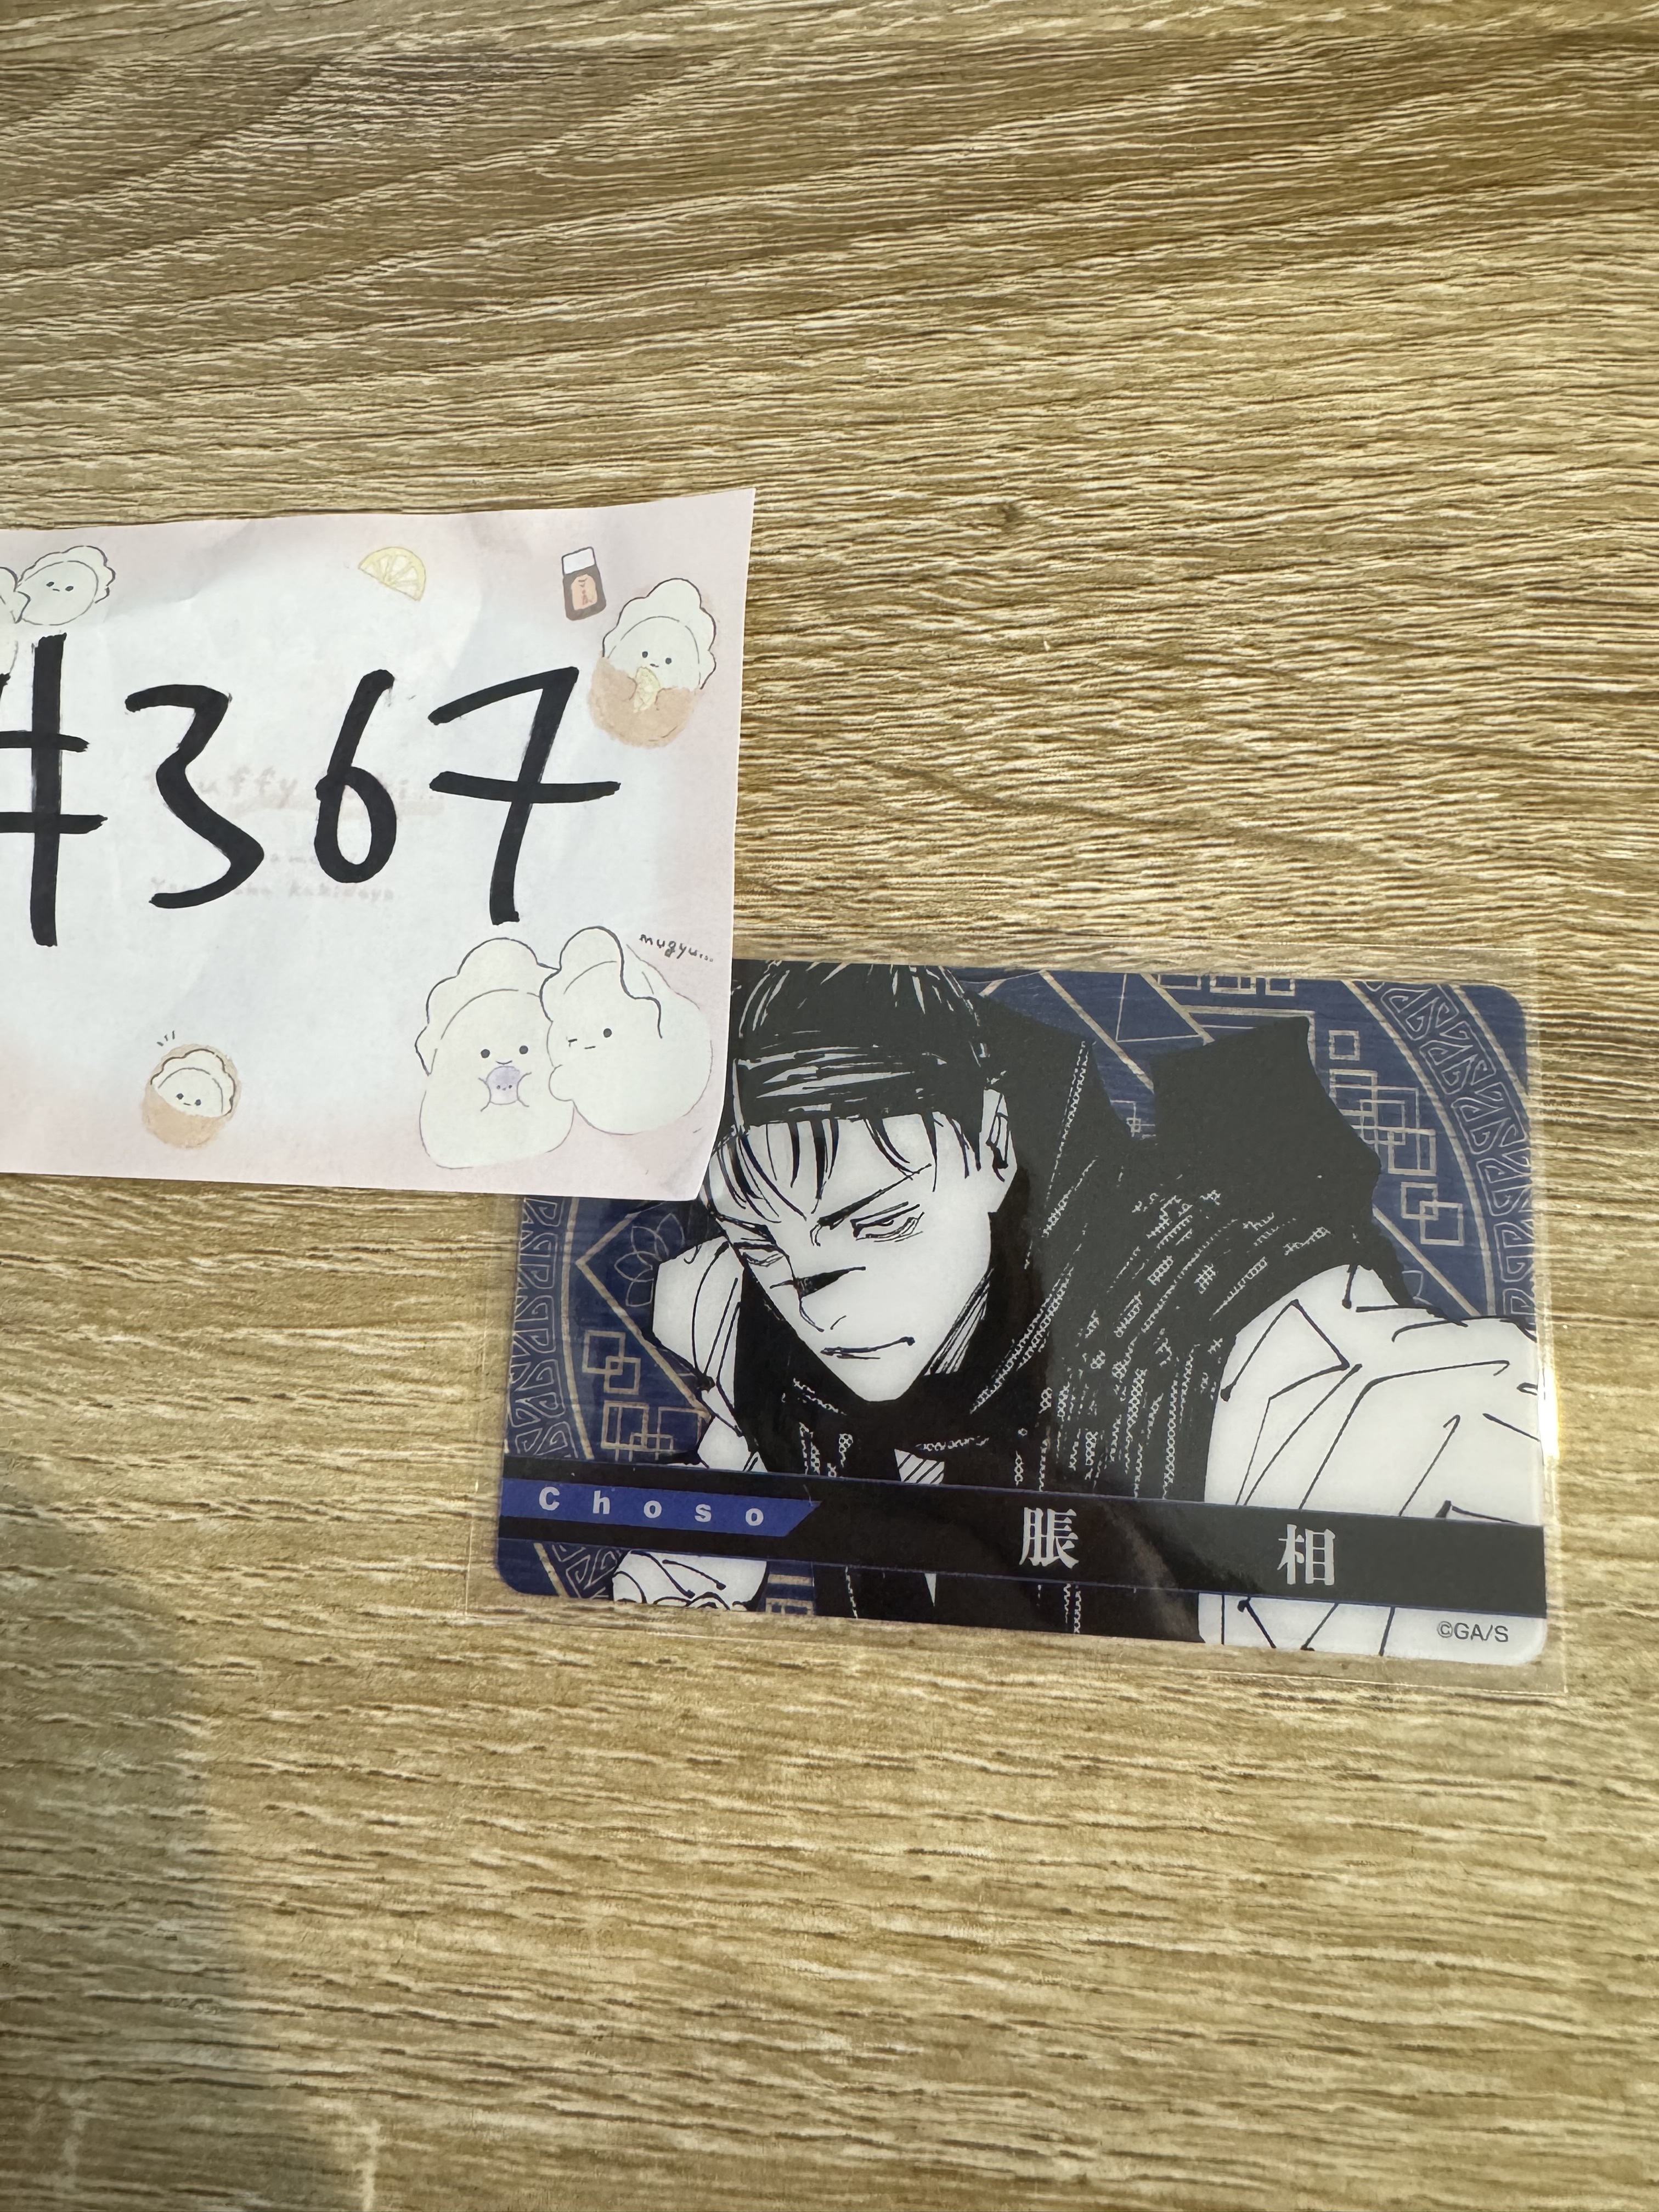 #367
mugyu...
Choso
脹相
©GA/S